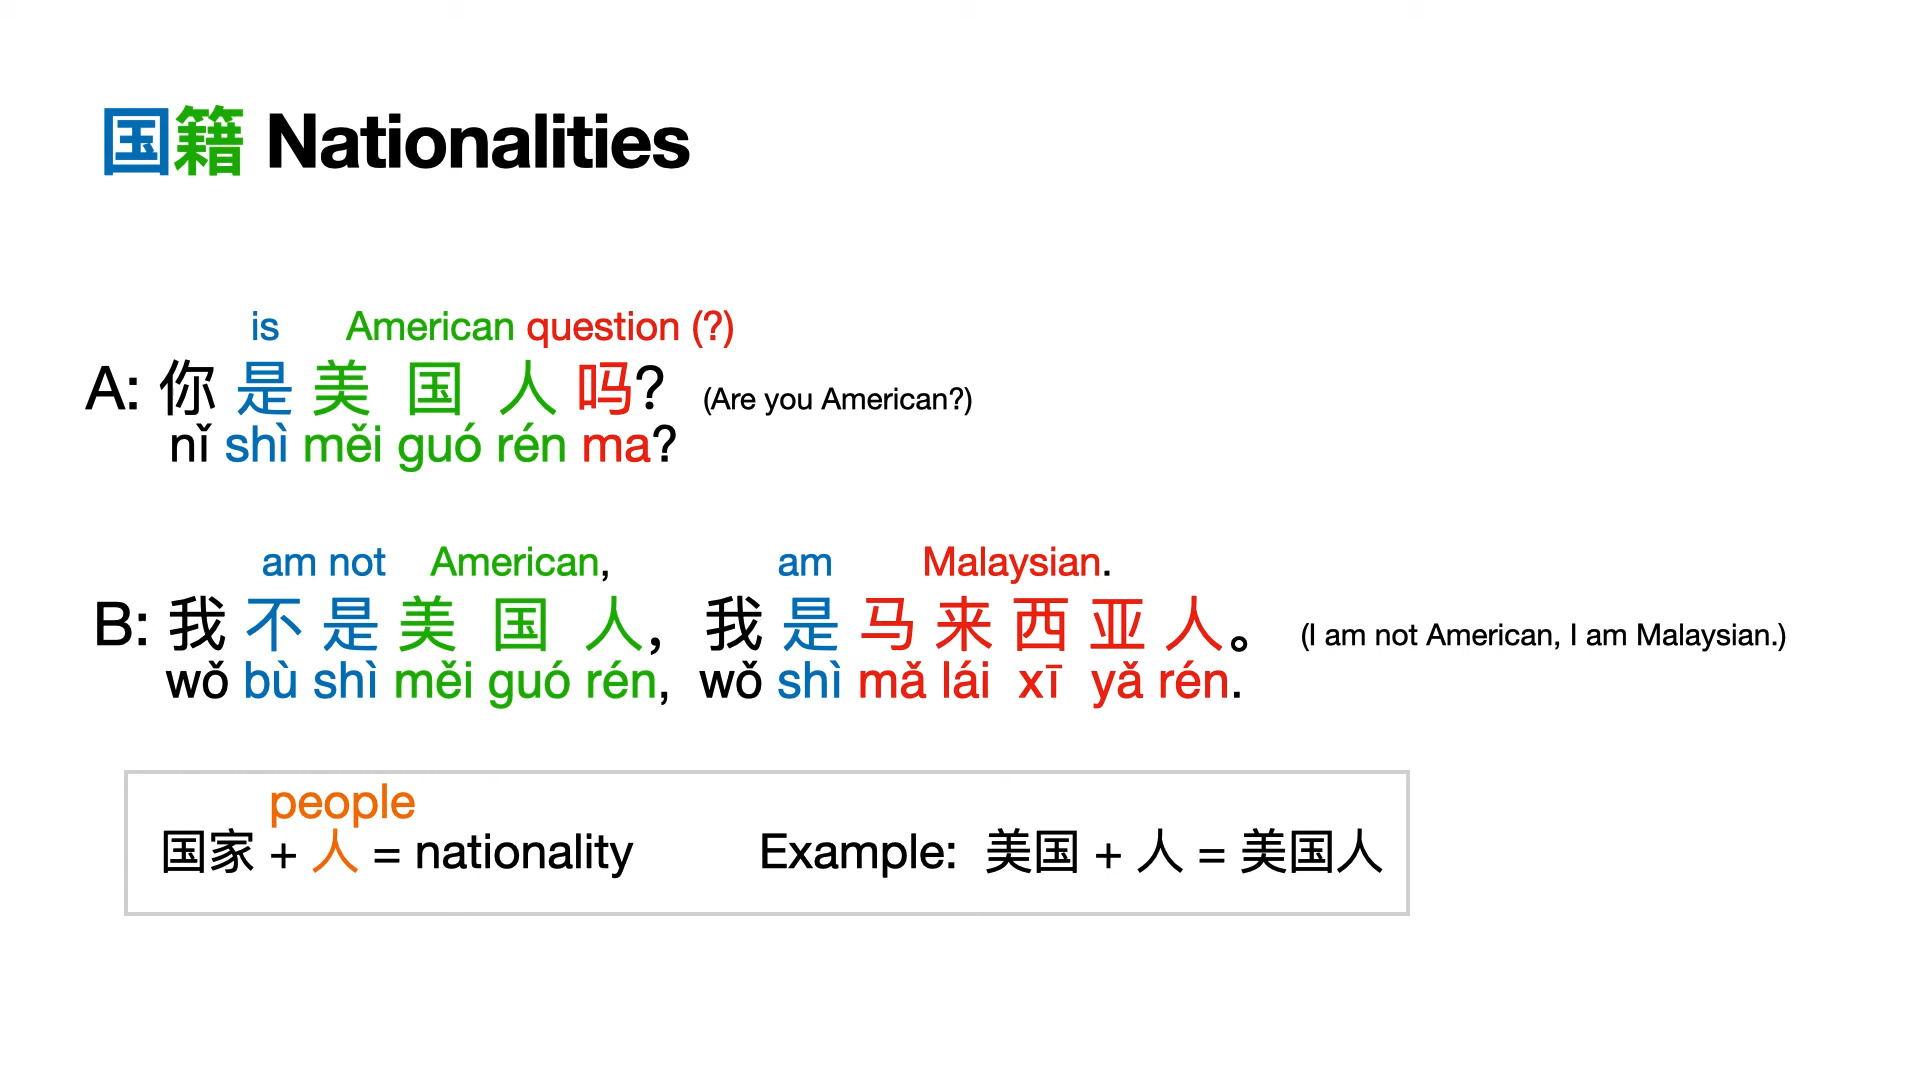 国籍 Nationalities
is American question (?)
A: 你 是 美 国 人 吗? (Are you American?)
nǐ shì měi guó rén ma?
am not American, am Malaysian.
B: 我 不 是 美 国 人，我 是 马 来 西 亚 人。 (I am not American, I am Malaysian.)
wǒ bù shì měi guó rén, wǒ shì mǎ lái xī yǎ rén.
people
国家 + 人 = nationality Example: 美国 + 人 = 美国人